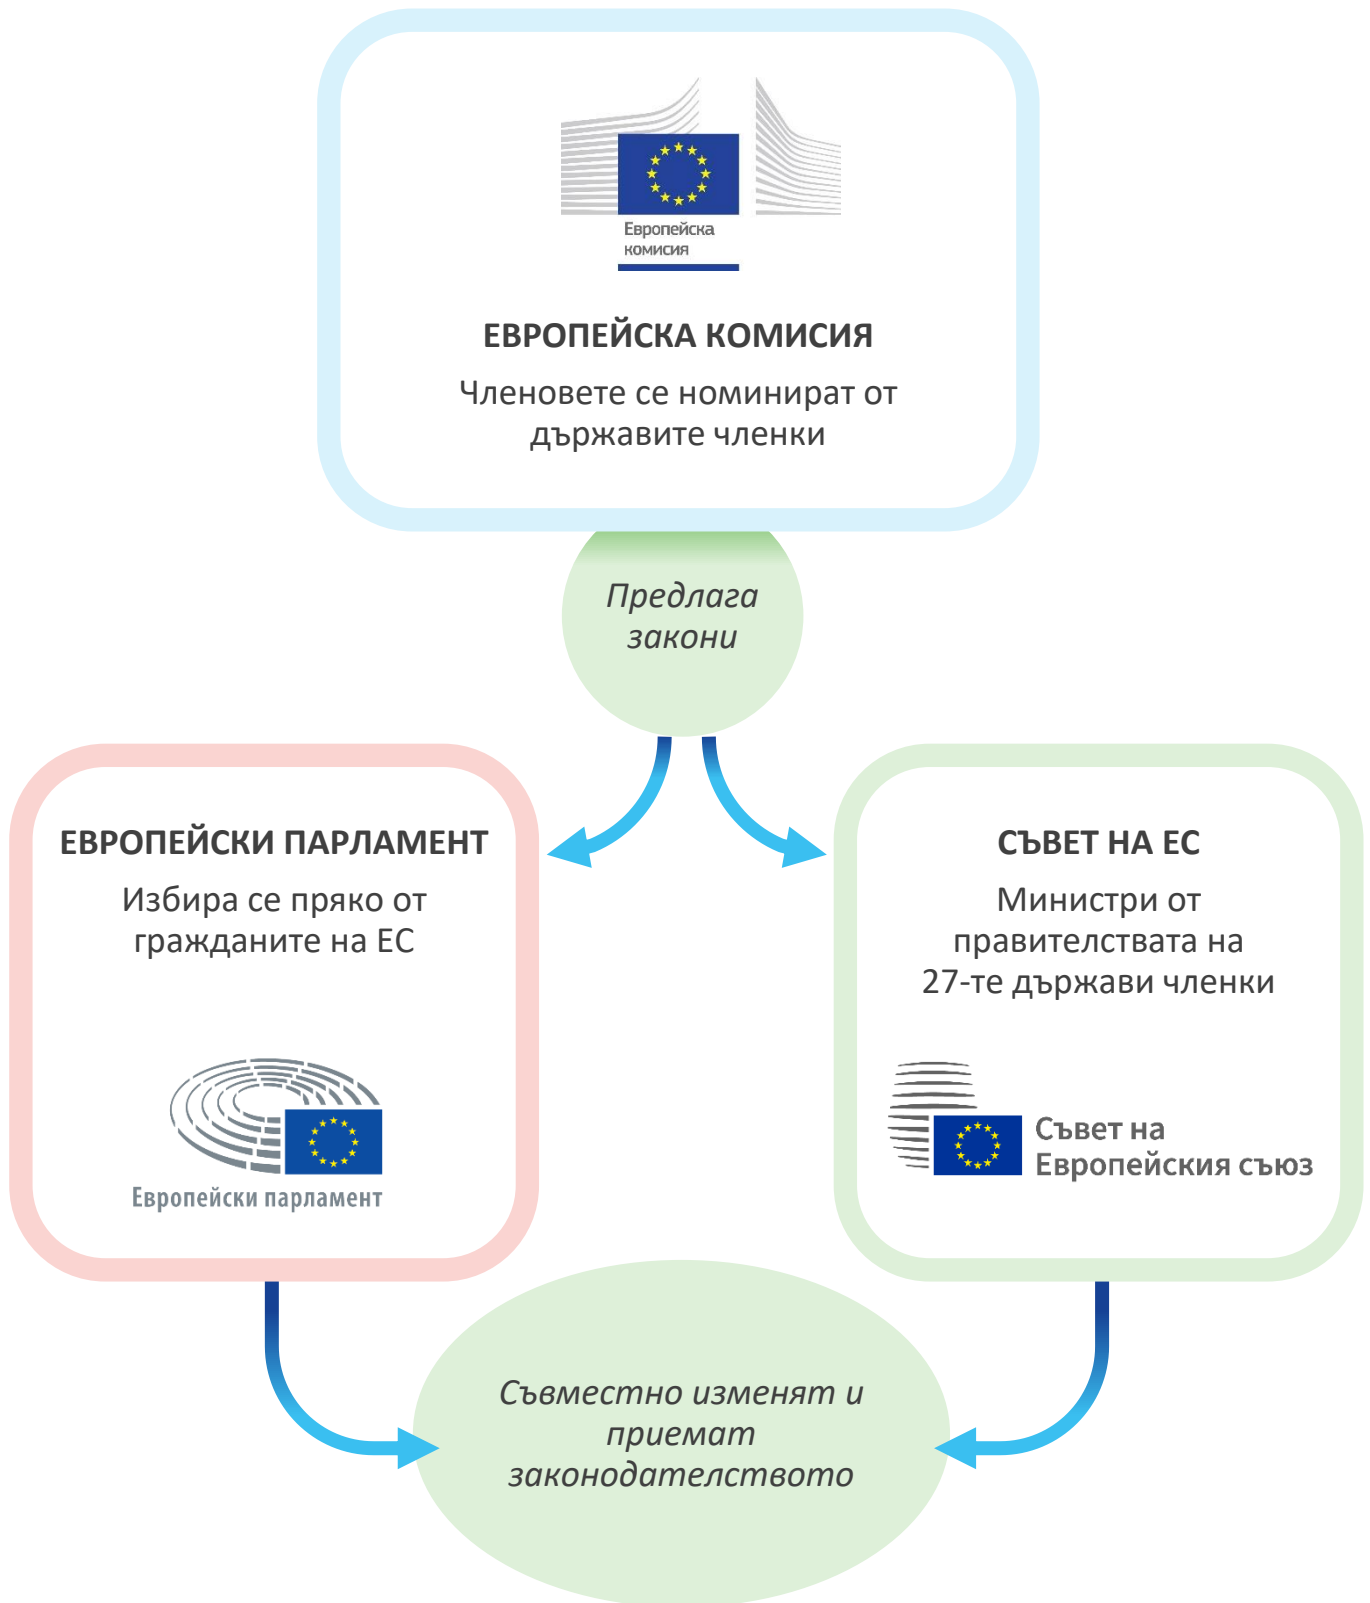 Европейска
комисия
ЕВРОПЕЙСКА КОМИСИЯ
Членовете се номинират от
държавите членки
Предлага
закони
ЕВРОПЕЙСКИ ПАРЛАМЕНТ
Избира се пряко от
гражданите на ЕС
Европейски парламент
СЪВЕТ НА ЕС
Министри от
правителствата на
27-те държави членки
Съвет на
Европейския съюз
Съвместно изменят и
приемат
законодателството